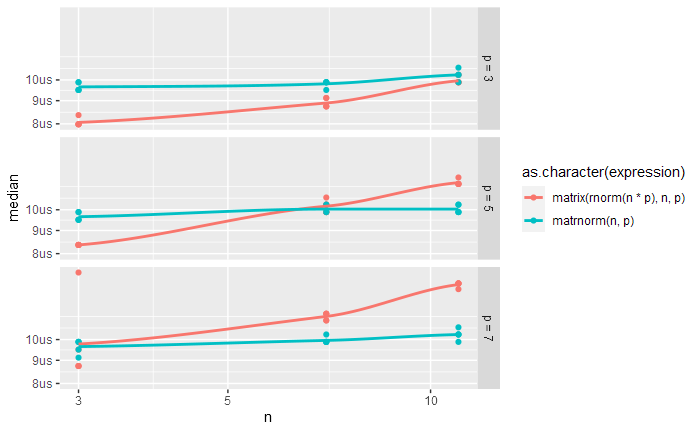 10us
9us
8us
p = 3
median
10us
9us
8us
p = 5
10us
9us
8us
p = 7
3
5
10
n
as.character(expression)
matrix(rnorm(n * p), n, p)
matrnorm(n, p)